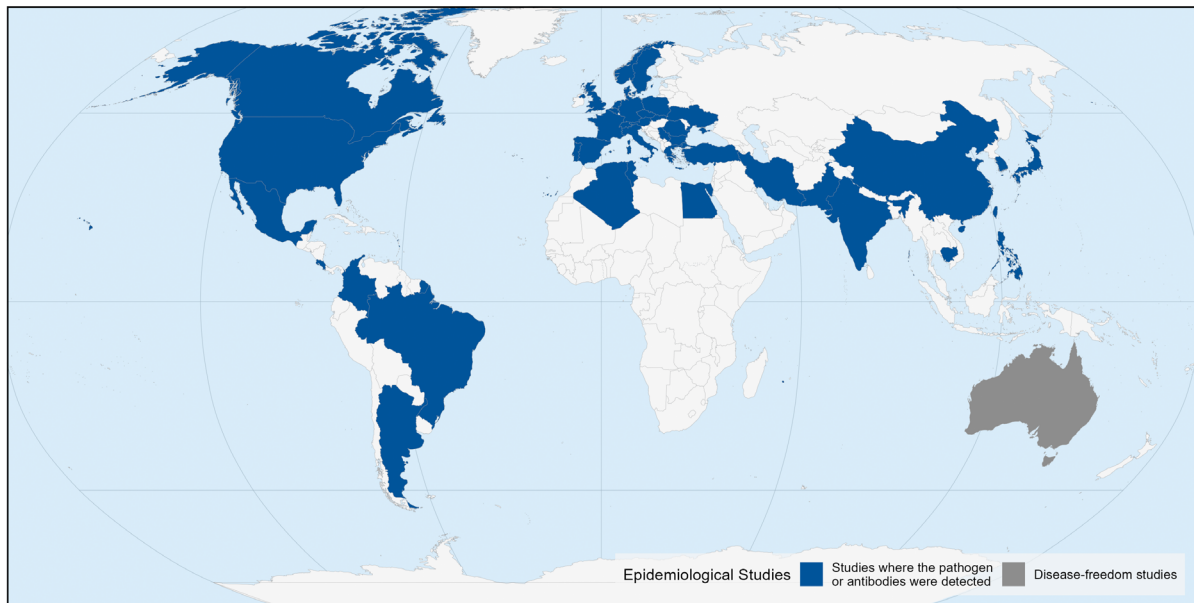 Epidemiological Studies
Studies where the pathogen
or antibodies were detected
Disease-freedom studies